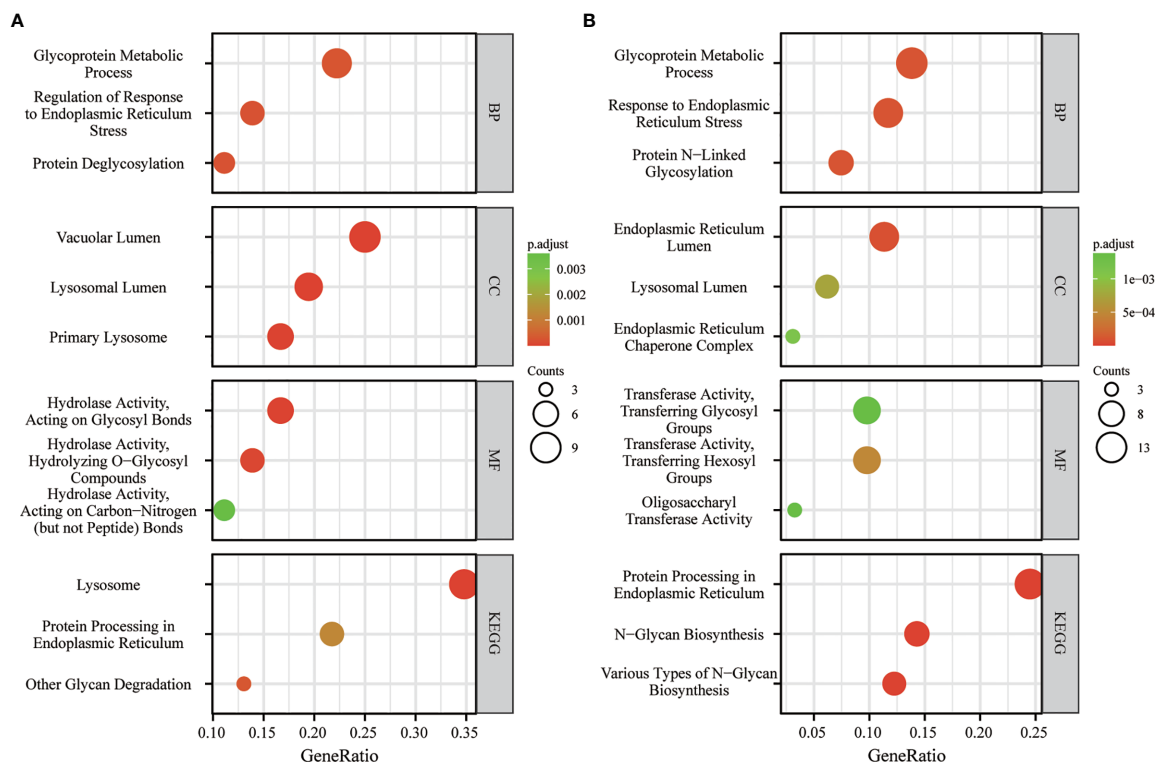 A
Glycoprotein Metabolic
Process
Regulation of Response
to Endoplasmic Reticulum
Stress
Protein Deglycosylation
BP
Vacuolar Lumen
Lysosomal Lumen
Primary Lysosome
CC
Hydrolase Activity,
Acting on Glycosyl Bonds
Hydrolase Activity,
Hydrolyzing O−Glycosyl
Compounds
Hydrolase Activity,
Acting on Carbon−Nitrogen
(but not Peptide) Bonds
MF
Lysosome
Protein Processing in
Endoplasmic Reticulum
Other Glycan Degradation
KEGG
0.10 0.15 0.20 0.25 0.30 0.35
GeneRatio
p.adjust
0.003
0.002
0.001
Counts
3
6
9
B
Glycoprotein Metabolic
Process
Response to Endoplasmic
Reticulum Stress
Protein N−Linked
Glycosylation
BP
Endoplasmic Reticulum
Lumen
Lysosomal Lumen
Endoplasmic Reticulum
Chaperone Complex
CC
Transferase Activity,
Transferring Glycosyl
Groups
Transferase Activity,
Transferring Hexosyl
Groups
Oligosaccharyl
Transferase Activity
MF
Protein Processing in
Endoplasmic Reticulum
N−Glycan Biosynthesis
Various Types of N−Glycan
Biosynthesis
KEGG
0.05 0.10 0.15 0.20 0.25
GeneRatio
p.adjust
1e−03
5e−04
Counts
3
8
13